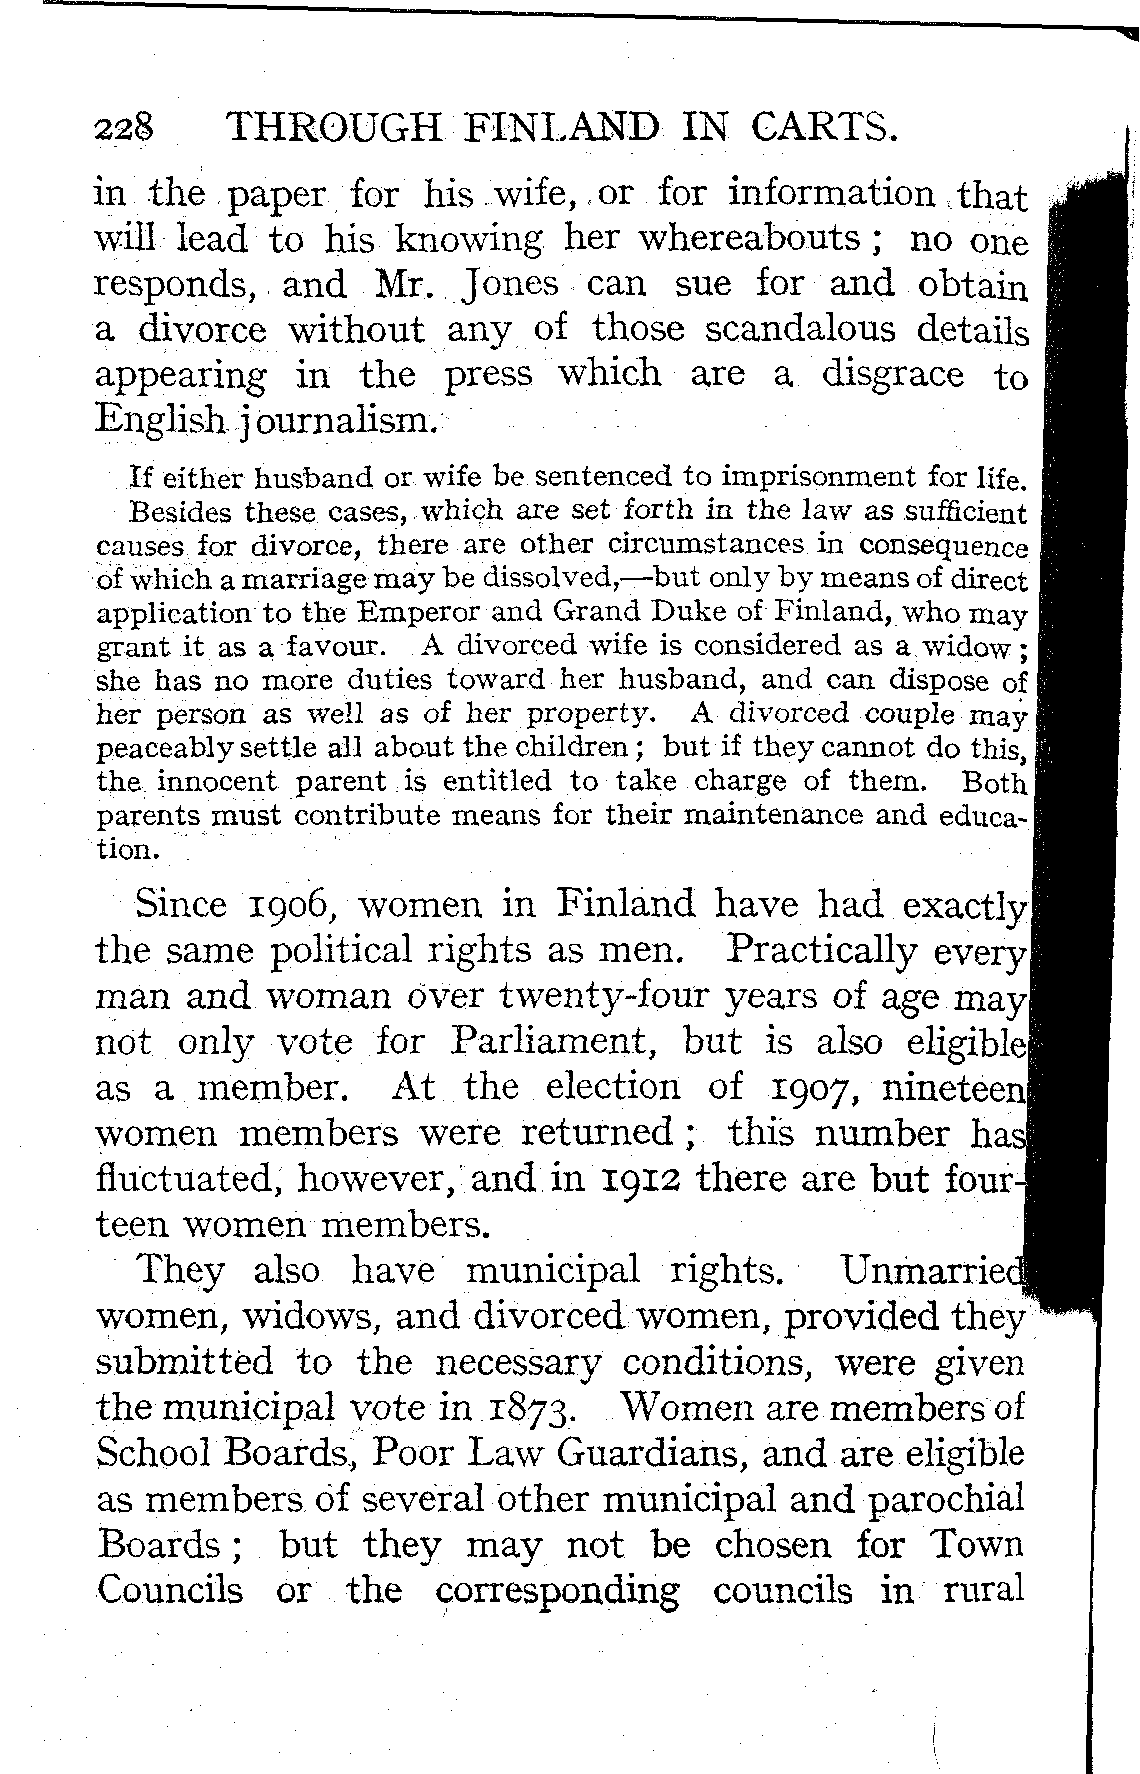 228 THROUGH FINLAND IN CARTS.
in the paper for his wife, or for information that
will lead to his knowing her whereabouts ; no one
responds, and Mr. Jones can sue for and obtain
a divorce without any of those scandalous details
appearing in the press which are a disgrace to
English journalism.
If either husband or wife be sentenced to imprisonment for life.
Besides these cases, which are set forth in the law as sufficient
causes for divorce, there are other circumstances in consequence
of which a marriage may be dissolved,—but only by means of direct
application to the Emperor and Grand Duke of Finland, who may
grant it as a favour. A divorced wife is considered as a widow ;
she has no more duties toward her husband, and can dispose of
her person as well as of her property. A divorced couple may
peaceably settle all about the children ; but if they cannot do this,
the innocent parent is entitled to take charge of them. Both
parents must contribute means for their maintenance and educa-
tion.
Since 1906, women in Finland have had exactly
the same political rights as men. Practically every
man and woman over twenty-four years of age may
not only vote for Parliament, but is also eligible
as a member. At the election of 1907, nineteen
women members were returned ; this number has
fluctuated, however, and in 1912 there are but four-
teen women members.
They also have municipal rights. Unmarried
women, widows, and divorced women, provided they
submitted to the necessary conditions, were given
the municipal vote in 1873. Women are members of
School Boards, Poor Law Guardians, and are eligible
as members of several other municipal and parochial
Boards ; but they may not be chosen for Town
Councils or the corresponding councils in rural